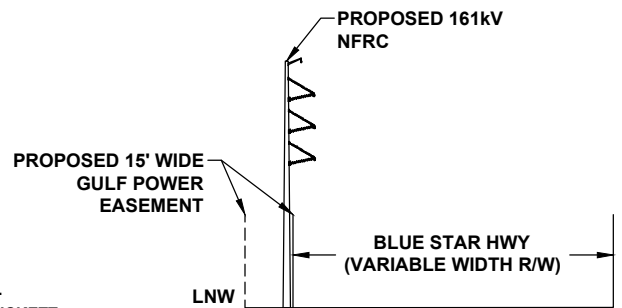 PROPOSED 161kV
NFRC
PROPOSED 15' WIDE
GULF POWER
EASEMENT
BLUE STAR HWY
(VARIABLE WIDTH R/W)
LNW